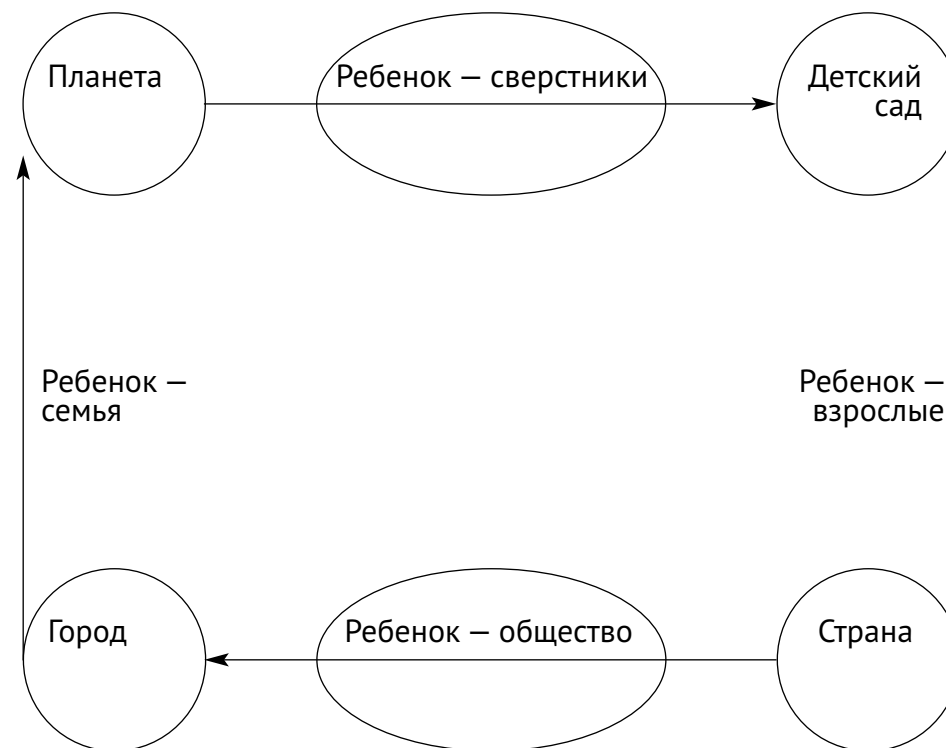 Планета
Ребенок — сверстники
Детский
сад
Ребенок —
семья
Ребенок —
взрослые
Город
Ребенок — общество
Страна